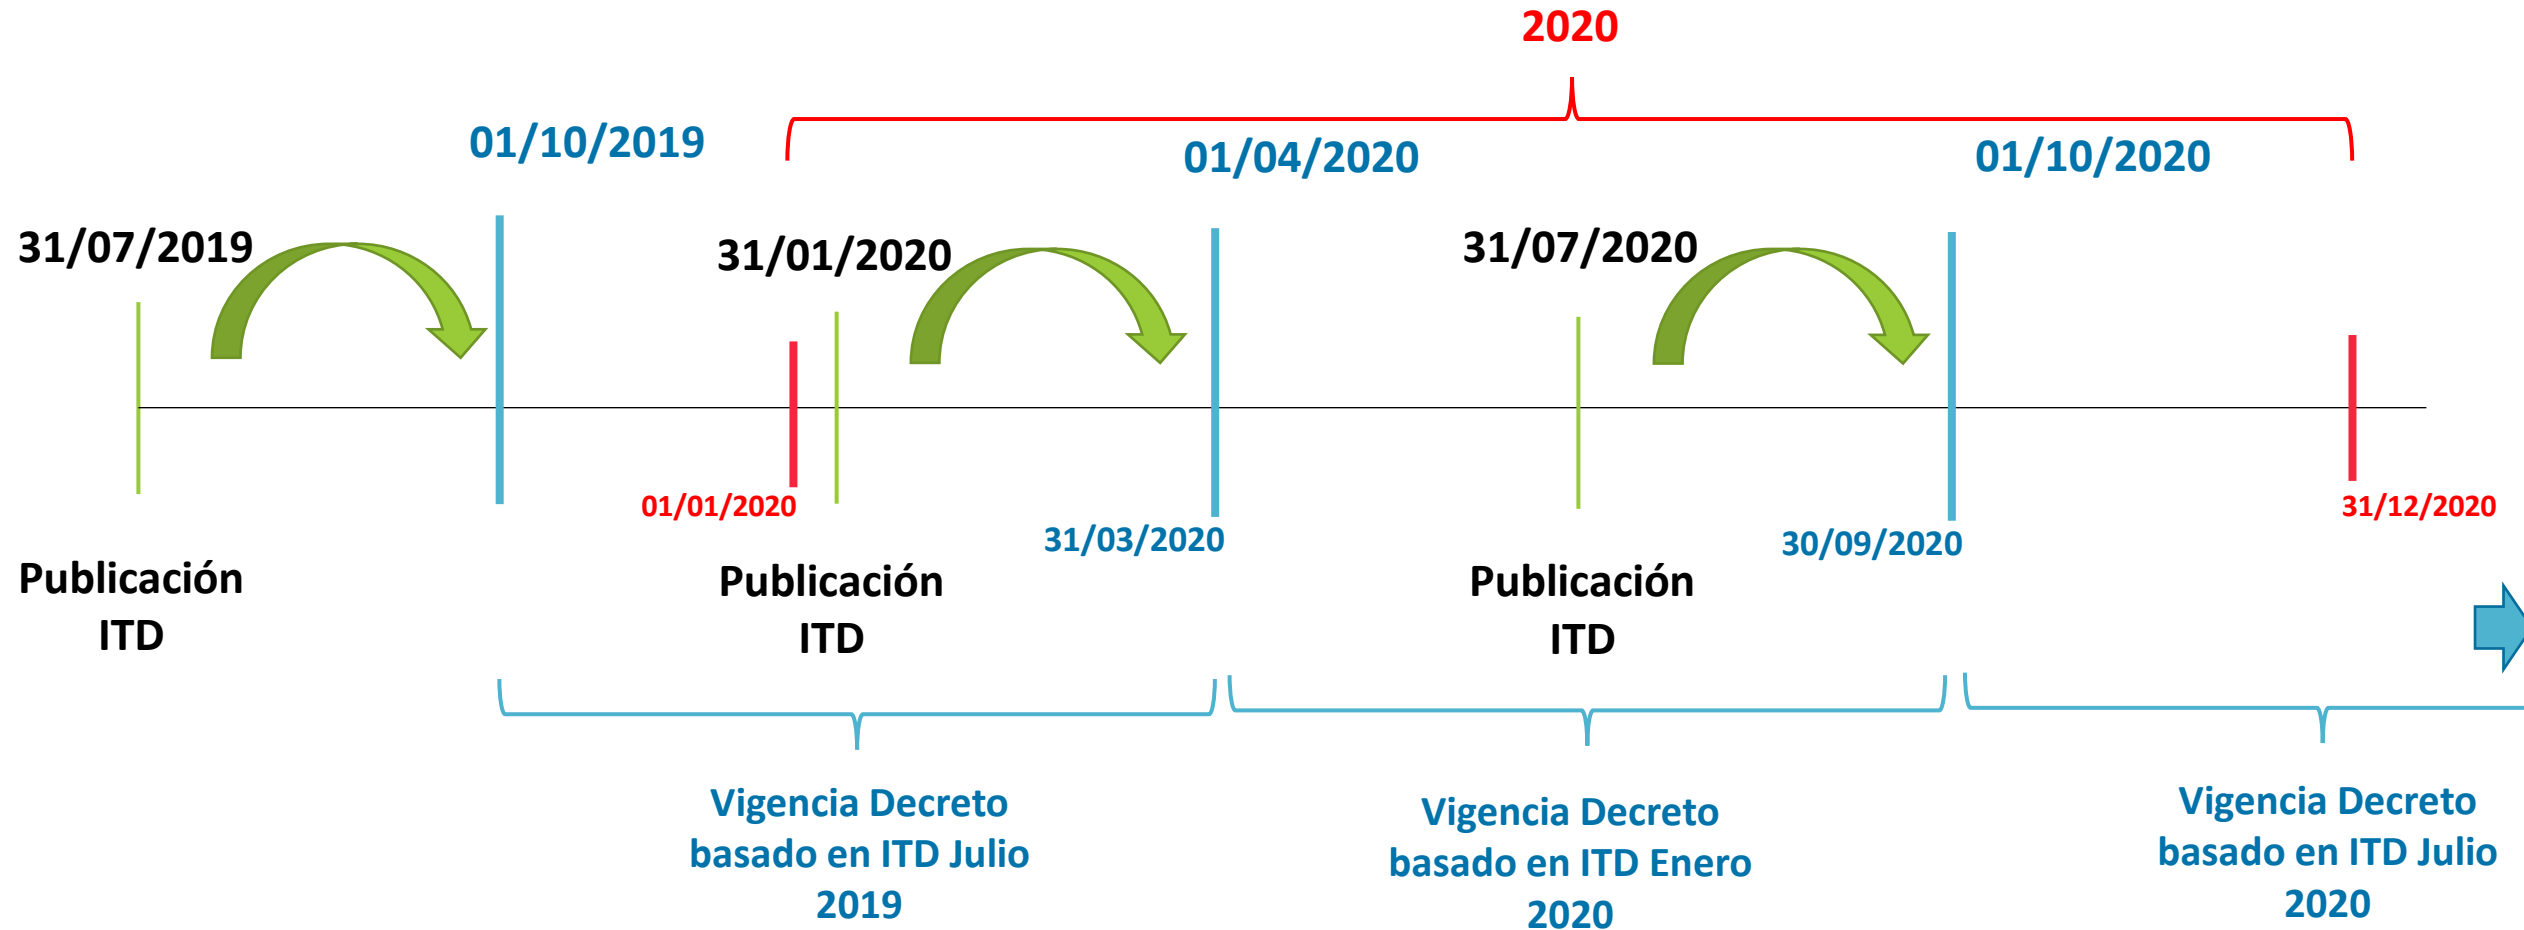 2020
01/10/2019
01/04/2020
01/10/2020
31/07/2019
31/01/2020
31/07/2020
01/01/2020
31/12/2020
31/03/2020
30/09/2020
Publicación
ITD
Publicación
ITD
Publicación
ITD
Vigencia Decreto
basado en ITD Julio
2019
Vigencia Decreto
basado en ITD Enero
2020
Vigencia Decreto
basado en ITD Julio
2020